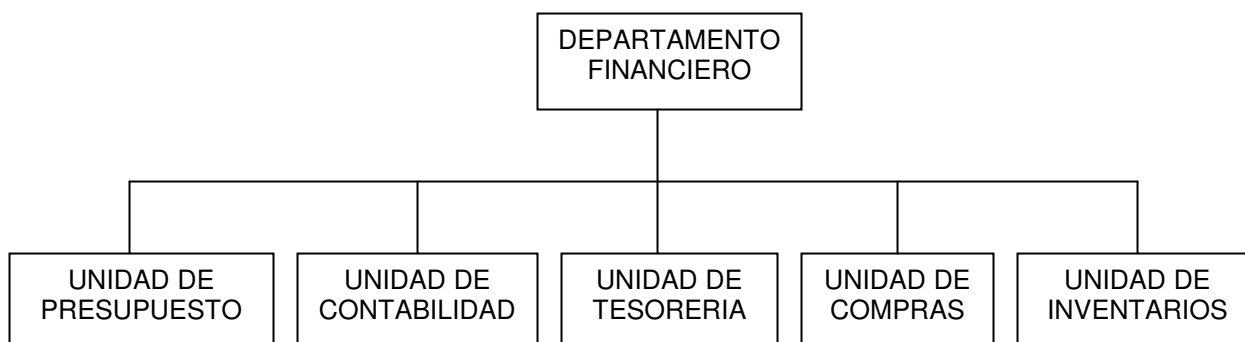 DEPARTAMENTO
FINANCIERO
UNIDAD DE
PRESUPUESTO
UNIDAD DE
CONTABILIDAD
UNIDAD DE
TESORERIA
UNIDAD DE
COMPRAS
UNIDAD DE
INVENTARIOS